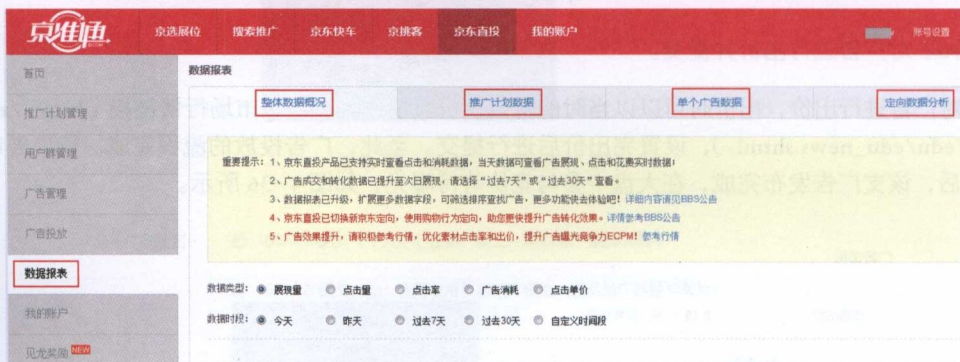 京准通
京选展位 搜索推广 京东快车 京挑客 京东直投 我的账户 账号设置
首页
推广计划管理
用户群管理
广告管理
广告投放
数据报表
我的账户
见龙奖励 NEW
数据报表
整体数据概况 推广计划数据 单个广告数据 定向数据分析
重要提示：1、京东直投产品已支持实时查看点击和消耗数据，当天数据可查看广告展现、点击和花费实时数据！
2、广告成交和转化数据已提升至次日展现，请选择“过去7天”或“过去30天”查看。
3、数据报表已升级，扩展更多数据字段，可筛选排序查找广告，更多功能快去体验吧！详细内容请见BBS公告
4、京东直投已切换新京东定向，使用购物行为定向，助您更快提升广告转化效果。详情参考BBS公告
5、广告效果提升，请积极参考行情，优化素材点击率和出价，提升广告曝光竞争力ECPM！参考行情
数据类型： 展现量 点击量 点击率 广告消耗 点击单价
数据时段： 今天 昨天 过去7天 过去30天 自定义时间段